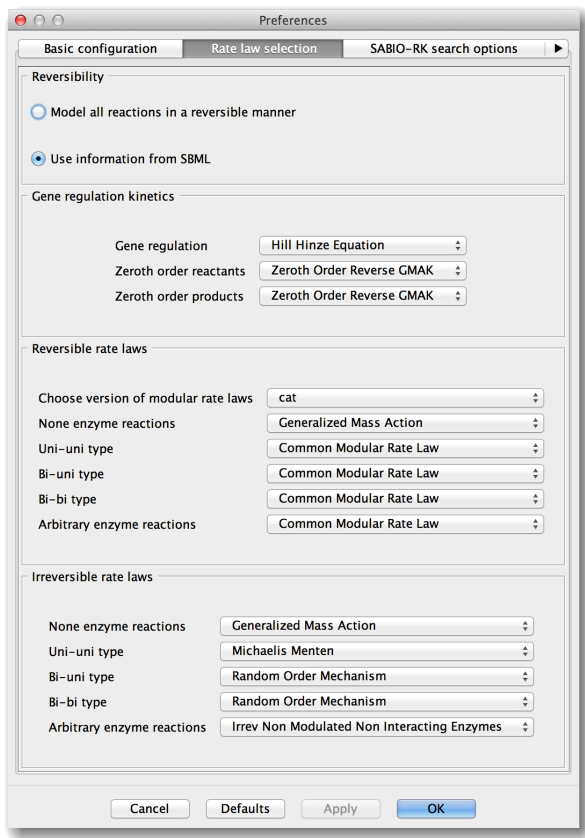 Preferences
Basic configuration Rate law selection SABIO-RK search options
Reversibility
Model all reactions in a reversible manner
Use information from SBML
Gene regulation kinetics
Gene regulation Hill Hinze Equation
Zeroth order reactants Zeroth Order Reverse GMAK
Zeroth order products Zeroth Order Reverse GMAK
Reversible rate laws
Choose version of modular rate laws cat
None enzyme reactions Generalized Mass Action
Uni-uni type Common Modular Rate Law
Bi-uni type Common Modular Rate Law
Bi-bi type Common Modular Rate Law
Arbitrary enzyme reactions Common Modular Rate Law
Irreversible rate laws
None enzyme reactions Generalized Mass Action
Uni-uni type Michaelis Menten
Bi-uni type Random Order Mechanism
Bi-bi type Random Order Mechanism
Arbitrary enzyme reactions Irrev Non Modulated Non Interacting Enzymes
Cancel Defaults Apply OK